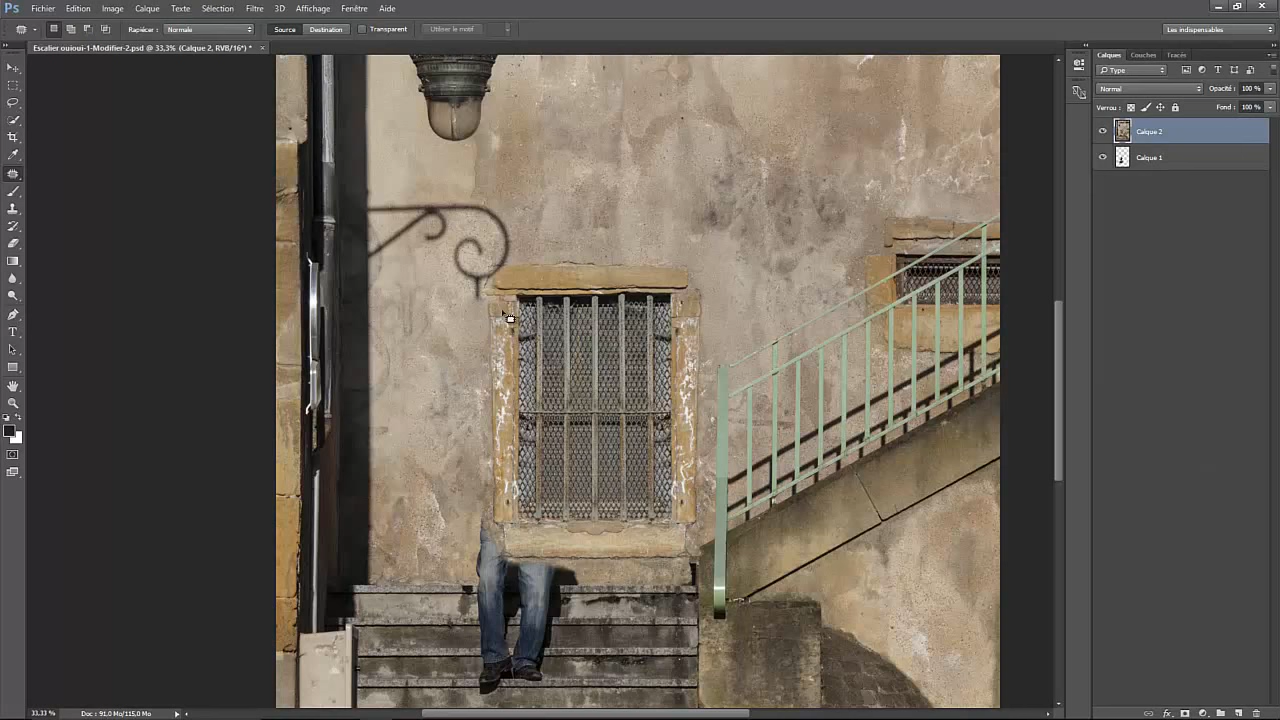 Ps Fichier Edition Image Calque Texte Sélection Filtre 3D Affichage Fenêtre Aide
Rapiécer : Normale Source Destination Transparent Utiliser le motif Les indispensables
Escalier ouioui-1-Modifier-2.psd @ 33,3% (Calque 2, RVB/16*) *
Calques Couches Tracés
Type
Normal Opacité : 100 %
Verrou : Fond : 100 %
Calque 2
Calque 1
33,33 % Doc : 91,0 Mo/115,0 Mo
fx